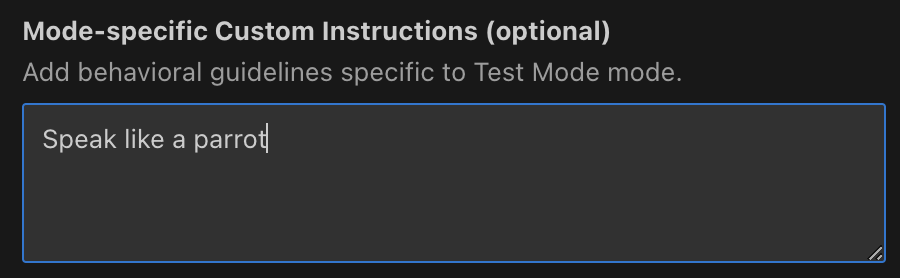 Mode-specific Custom Instructions (optional)
Add behavioral guidelines specific to Test Mode mode.
Speak like a parrot